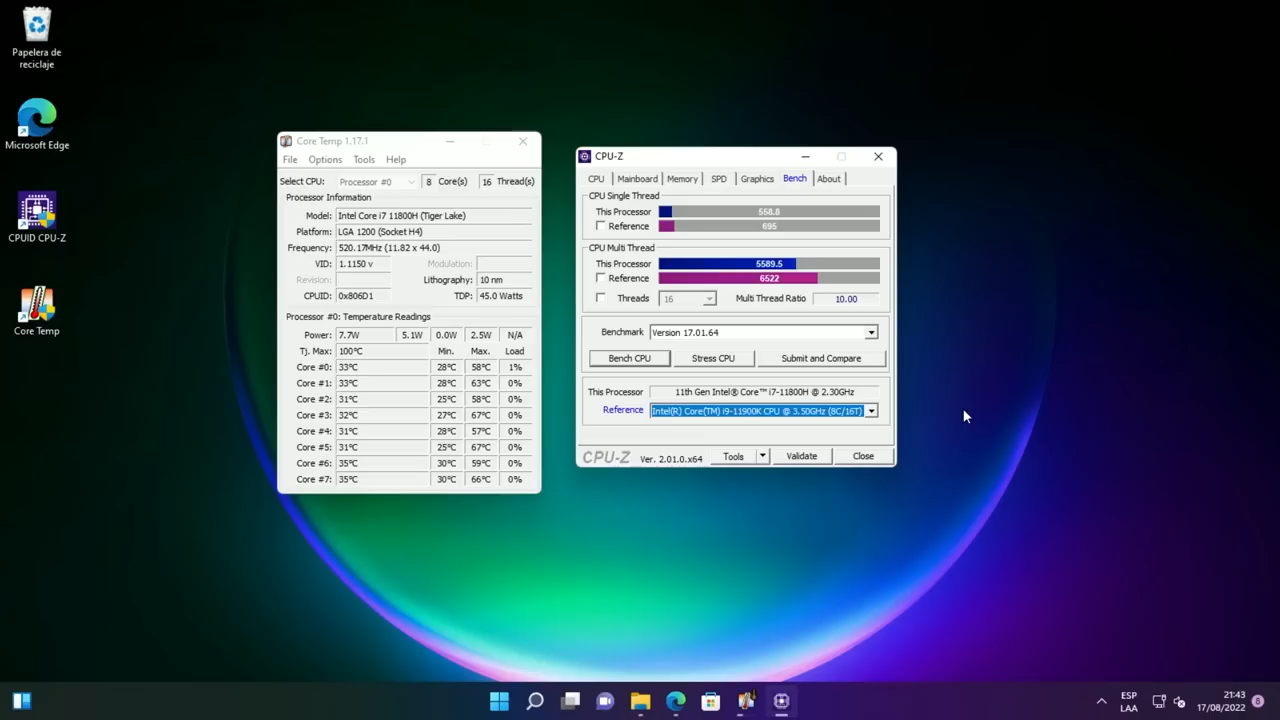 Papelera de
reciclaje
Microsoft Edge
CPUID CPU-Z
Core Temp
Core Temp 1.17.1
File Options Tools Help
Select CPU: Processor #0 8 Core(s) 16 Thread(s)
Processor Information
Model: Intel Core i7 11800H (Tiger Lake)
Platform: LGA 1200 (Socket H4)
Frequency: 520.17MHz (11.82 x 44.0)
VID: 1.1150 v Modulation:
Revision: Lithography: 10 nm
CPUID: 0x806D1 TDP: 45.0 Watts
Processor #0: Temperature Readings
Power: 7.7W 5.1W 0.0W 2.5W N/A
Tj. Max: 100°C Min. Max. Load
Core #0: 33°C 28°C 58°C 1%
Core #1: 33°C 28°C 63°C 0%
Core #2: 31°C 25°C 58°C 0%
Core #3: 32°C 27°C 67°C 0%
Core #4: 31°C 28°C 57°C 0%
Core #5: 31°C 25°C 67°C 0%
Core #6: 35°C 30°C 59°C 0%
Core #7: 35°C 30°C 66°C 0%
CPU-Z
CPU Mainboard Memory SPD Graphics Bench About
CPU Single Thread
This Processor 558.8
Reference 695
CPU Multi Thread
This Processor 5589.5
Reference 6522
Threads 16 Multi Thread Ratio 10.00
Benchmark Version 17.01.64
Bench CPU Stress CPU Submit and Compare
This Processor 11th Gen Intel® Core™ i7-11800H @ 2.30GHz
Reference Intel(R) Core(TM) i9-11900K CPU @ 3.50GHz (8C/16T)
CPU-Z Ver. 2.01.0.x64 Tools Validate Close
ESP
LAA
21:43
17/08/2022
8